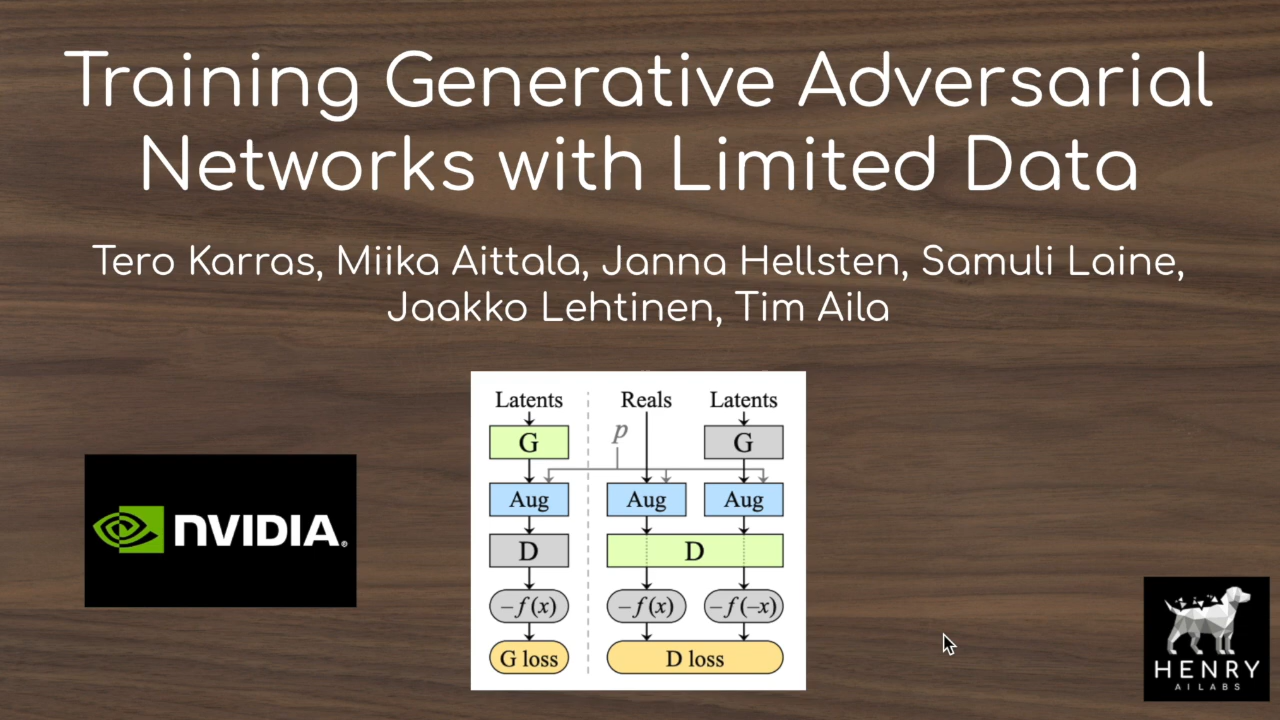 Training Generative Adversarial
Networks with Limited Data
Tero Karras, Miika Aittala, Janna Hellsten, Samuli Laine,
Jaakko Lehtinen, Tim Aila
Latents Reals Latents
p
G G
Aug Aug Aug
D D
−f(x) −f(x) −f(−x)
G loss D loss
NVIDIA.
HENRY
AI LABS